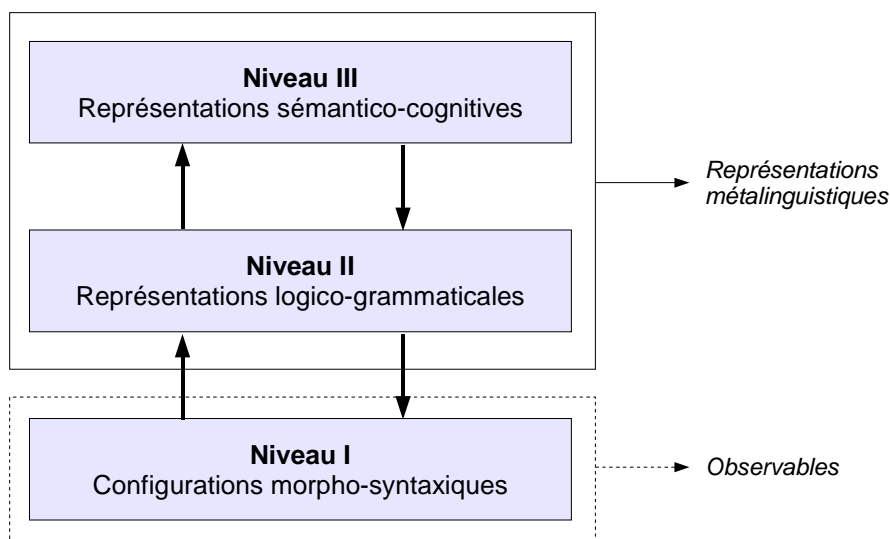 Niveau III
Représentations sémantico-cognitives
Représentations
métalinguistiques
Niveau II
Représentations logico-grammaticales
Niveau I
Configurations morpho-syntaxiques
Observables